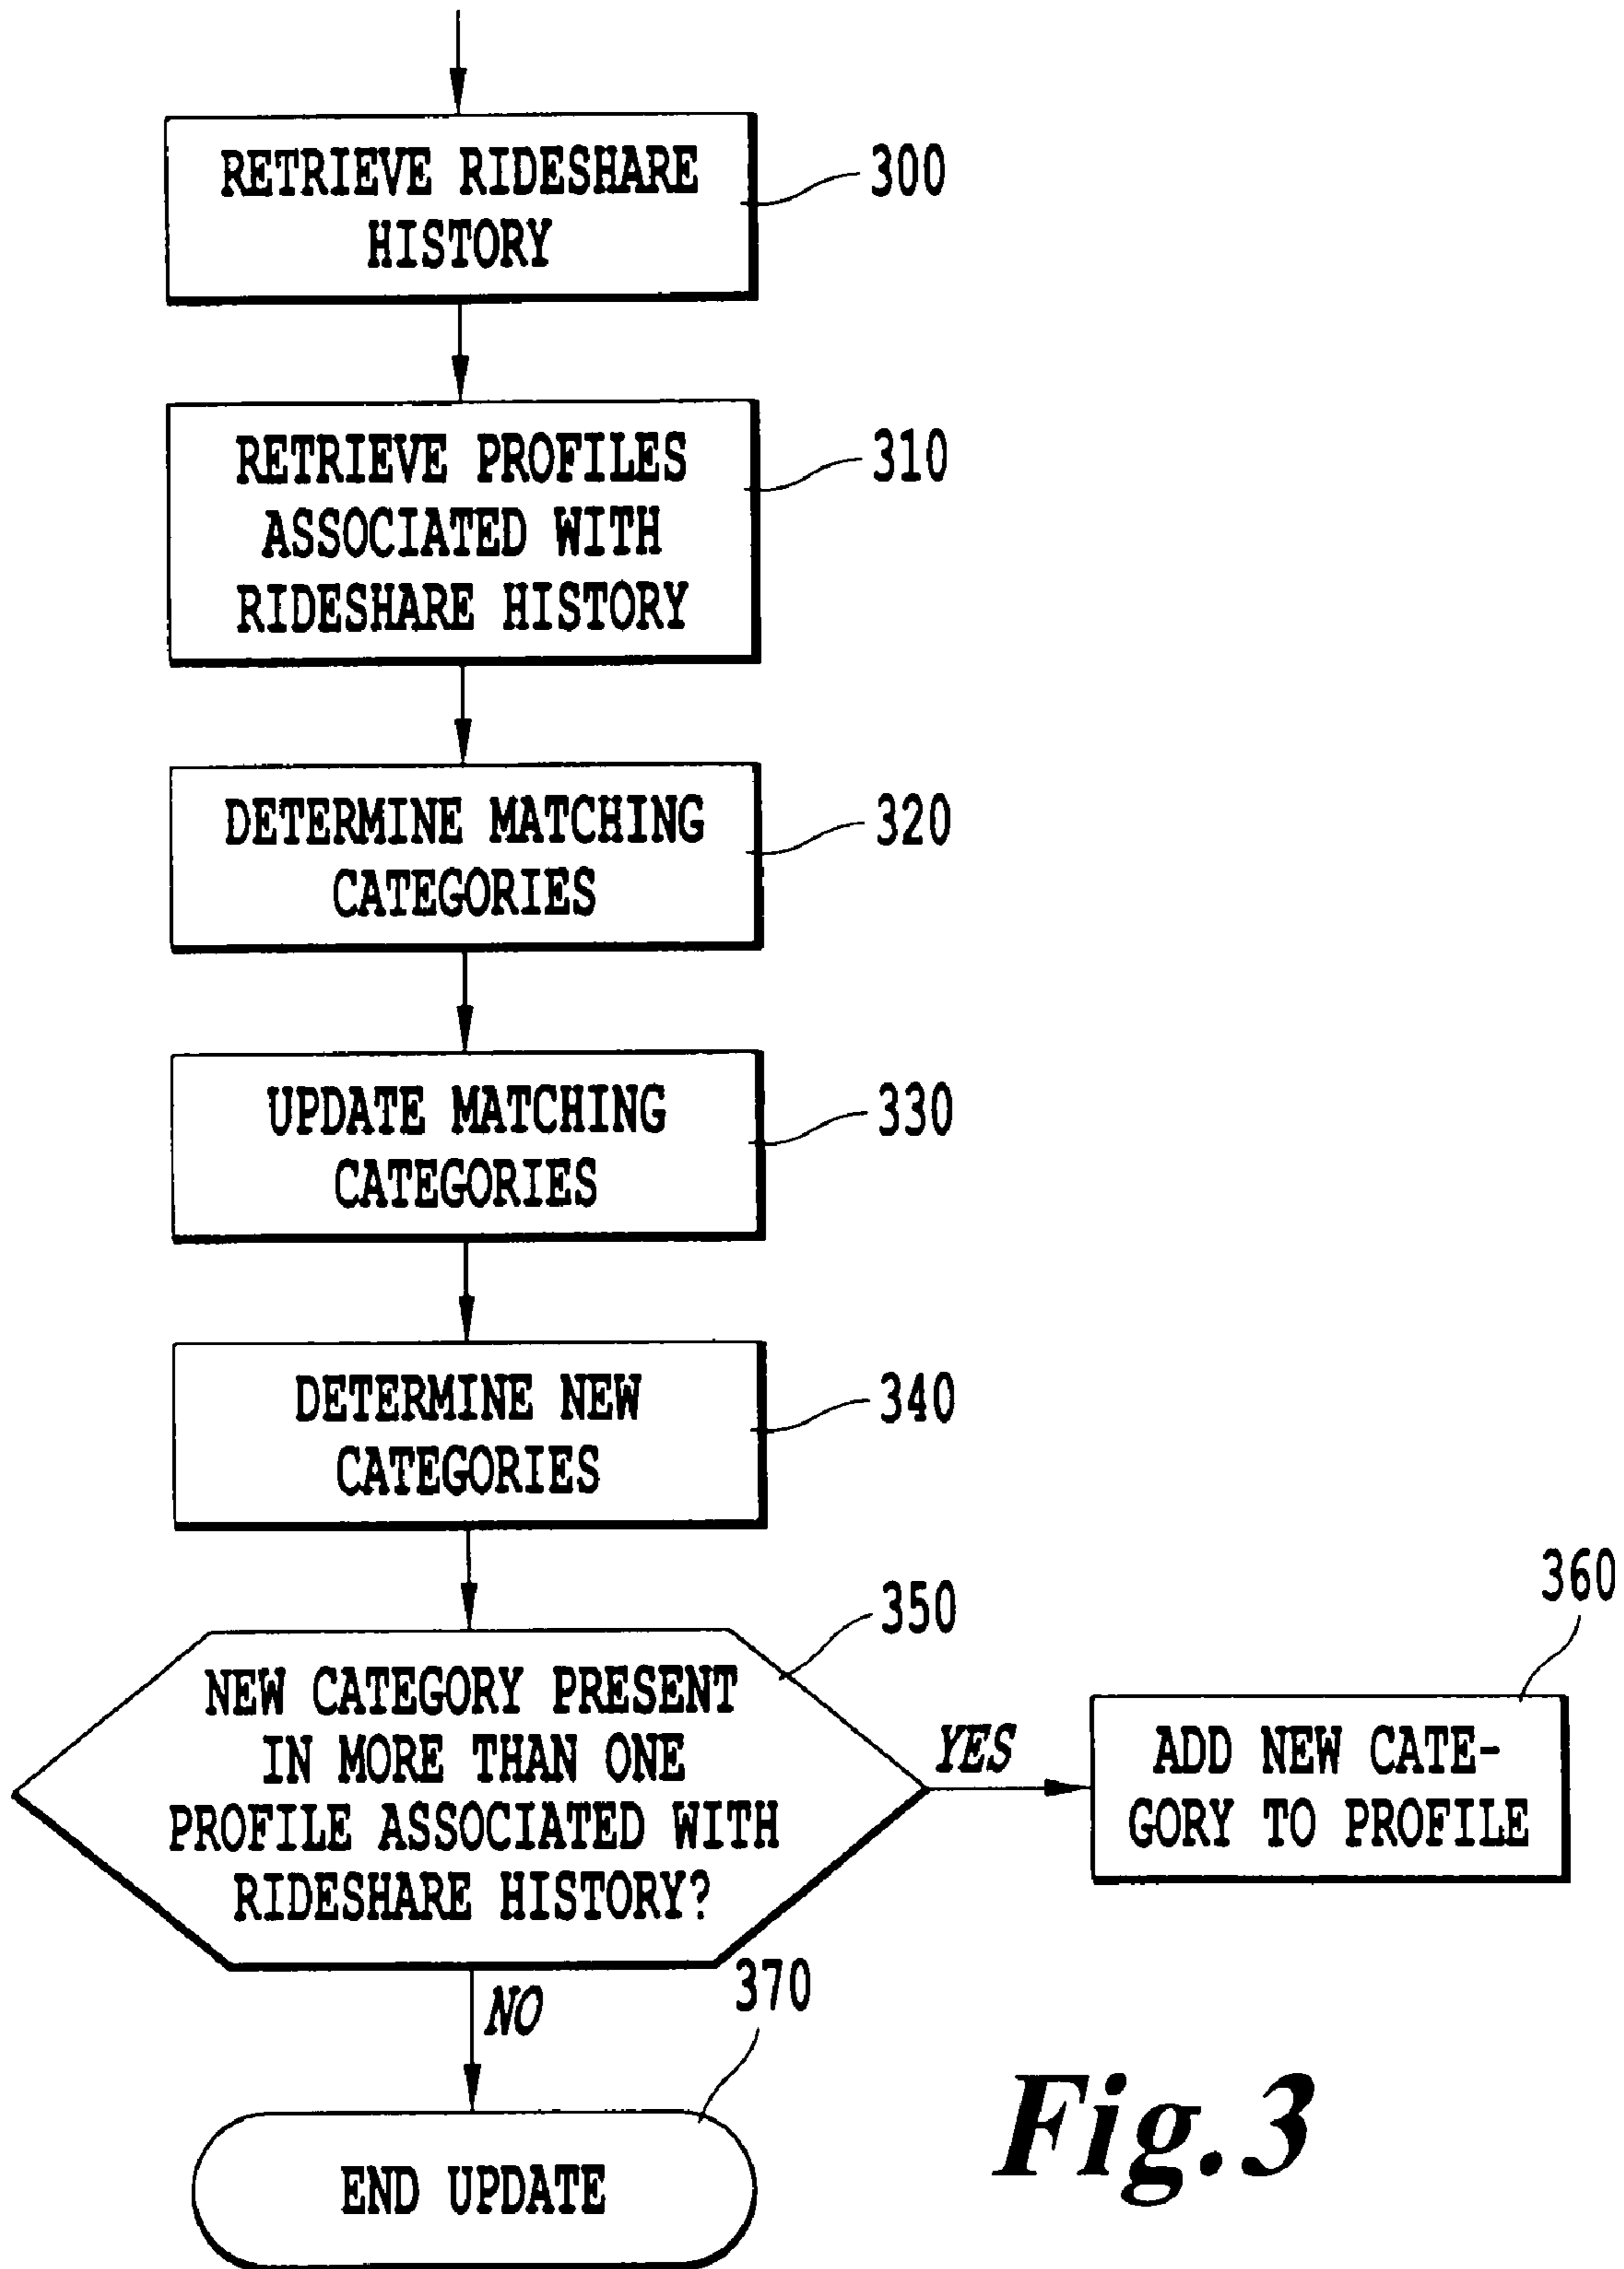 RETRIEVE RIDESHARE
HISTORY
300
RETRIEVE PROFILES
ASSOCIATED WITH
RIDESHARE HISTORY
310
DETERMINE MATCHING
CATEGORIES
320
UPDATE MATCHING
CATEGORIES
330
DETERMINE NEW
CATEGORIES
340
NEW CATEGORY PRESENT
IN MORE THAN ONE
PROFILE ASSOCIATED WITH
RIDESHARE HISTORY?
350
YES
ADD NEW CATE-
GORY TO PROFILE
360
NO
END UPDATE
370
Fig.3